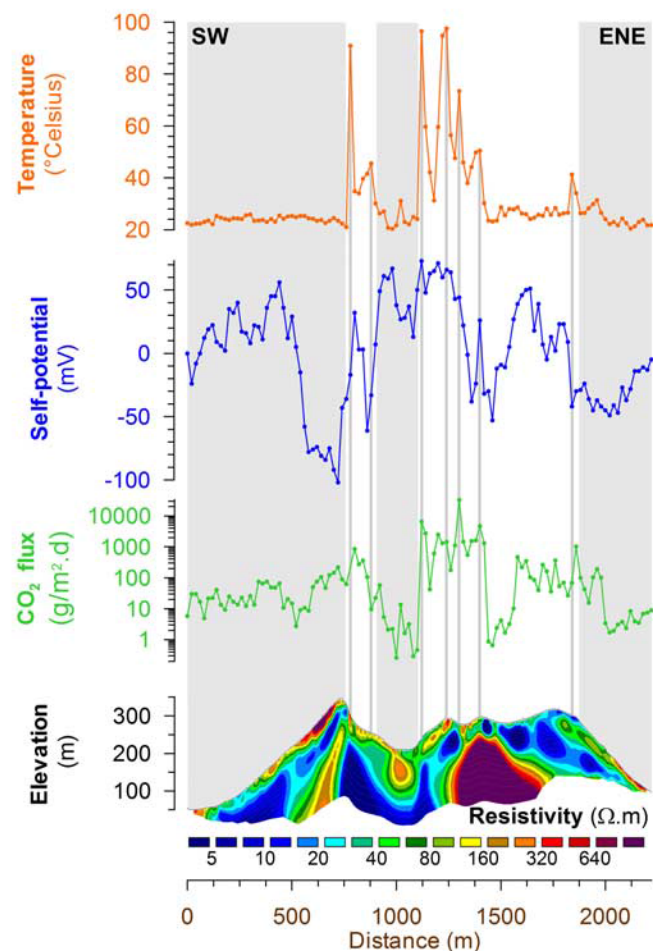 SW
ENE
Temperature
(°Celsius)
100
80
60
40
20
Self-potential
(mV)
50
0
-50
-100
CO₂ flux
(g/m².d)
10000
1000
100
10
1
Elevation
(m)
300
200
100
Resistivity (Ω.m)
5 10 20 40 80 160 320 640
0 500 1000 1500 2000
Distance (m)